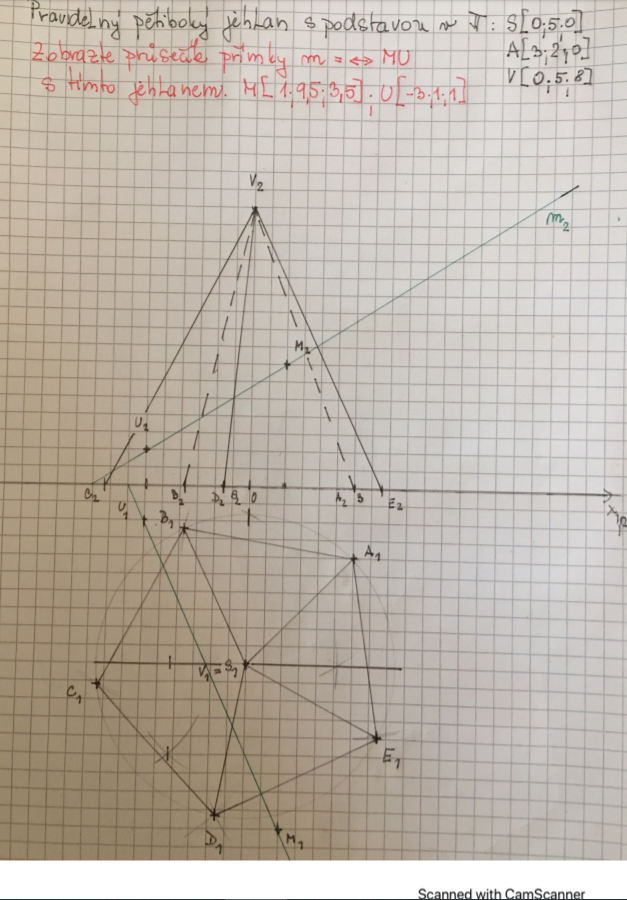 Pravidelný pětiboký jehlan s podstavou v π: S[0;5;0]
A[3;2;0]
V[0;5;8]
Zobrazte průsečík přímky m = ↔ MU
s tímto jehlanem. M[1;9,5;3,5]; U[-3;1;1]
V₂
m₂
M₂
U₂
C₂ B₂ D₂ 0 A₂ 3 E₂ x₁₂
U₁ B₁
A₁
V₁=S₁
C₁
E₁
D₁ M₁
Scanned with CamScanner